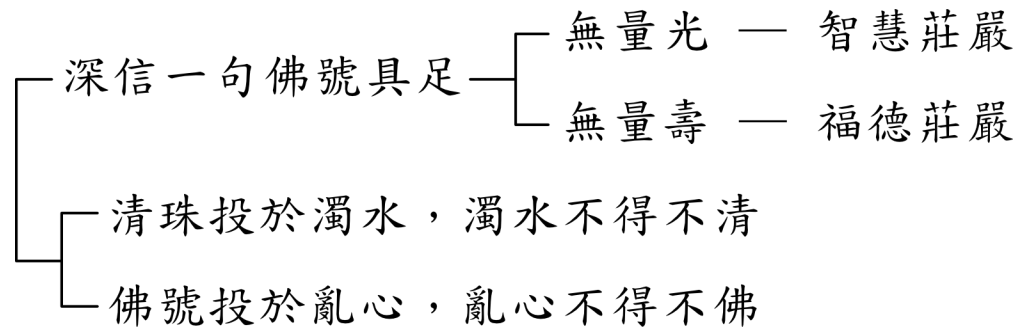 無量光 — 智慧莊嚴
深信一句佛號具足
無量壽 — 福德莊嚴
清珠投於濁水，濁水不得不清
佛號投於亂心，亂心不得不佛